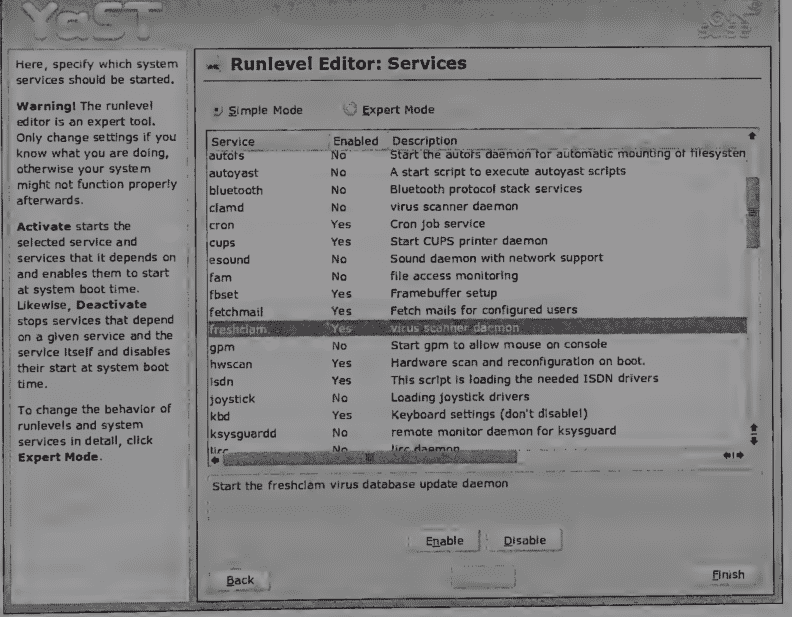 YaST
Here, specify which system
services should be started.
Warning! The runlevel
editor is an expert tool.
Only change settings if you
know what you are doing,
otherwise your system
might not function properly
afterwards.
Activate starts the
selected service and
services that it depends on
and enables them to start
at system boot time.
Likewise, Deactivate
stops services that depend
on a given service and the
service itself and disables
their start at system boot
time.
To change the behavior of
runlevels and system
services in detail, click
Expert Mode.
Runlevel Editor: Services
Simple Mode Expert Mode
Service Enabled Description
autofs No Start the autofs daemon for automatic mounting of filesysten
autoyast No A start script to execute autoyast scripts
bluetooth No Bluetooth protocol stack services
clamd No virus scanner daemon
cron Yes Cron job service
cups Yes Start CUPS printer daemon
esound No Sound daemon with network support
fam No file access monitoring
fbset Yes Framebuffer setup
fetchmail Yes Fetch mails for configured users
freshclam Yes virus scanner daemon
gpm No Start gpm to allow mouse on console
hwscan Yes Hardware scan and reconfiguration on boot.
isdn Yes This script is loading the needed ISDN drivers
joystick No Loading joystick drivers
kbd Yes Keyboard settings (don't disable!)
ksysguardd No remote monitor daemon for ksysguard
lirc No lirc daemon
Start the freshclam virus database update daemon
Enable Disable
Back Finish